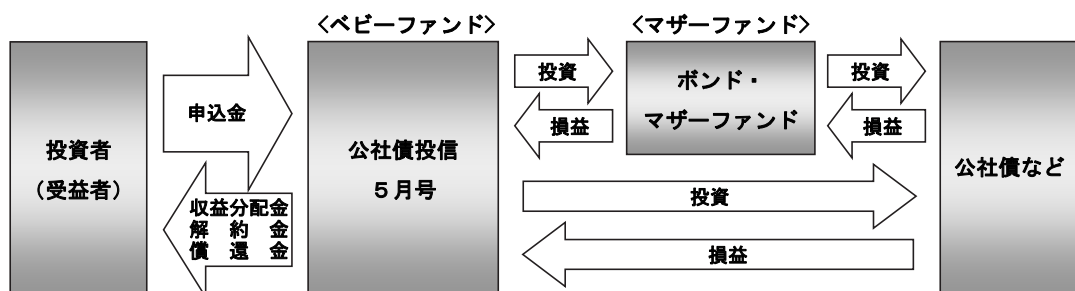 <ベビーファンド>
<マザーファンド>
投資者
（受益者）
申込金
収益分配金
解約金
償還金
公社債投信
５月号
投資
損益
ボンド・
マザーファンド
投資
損益
投資
損益
公社債など